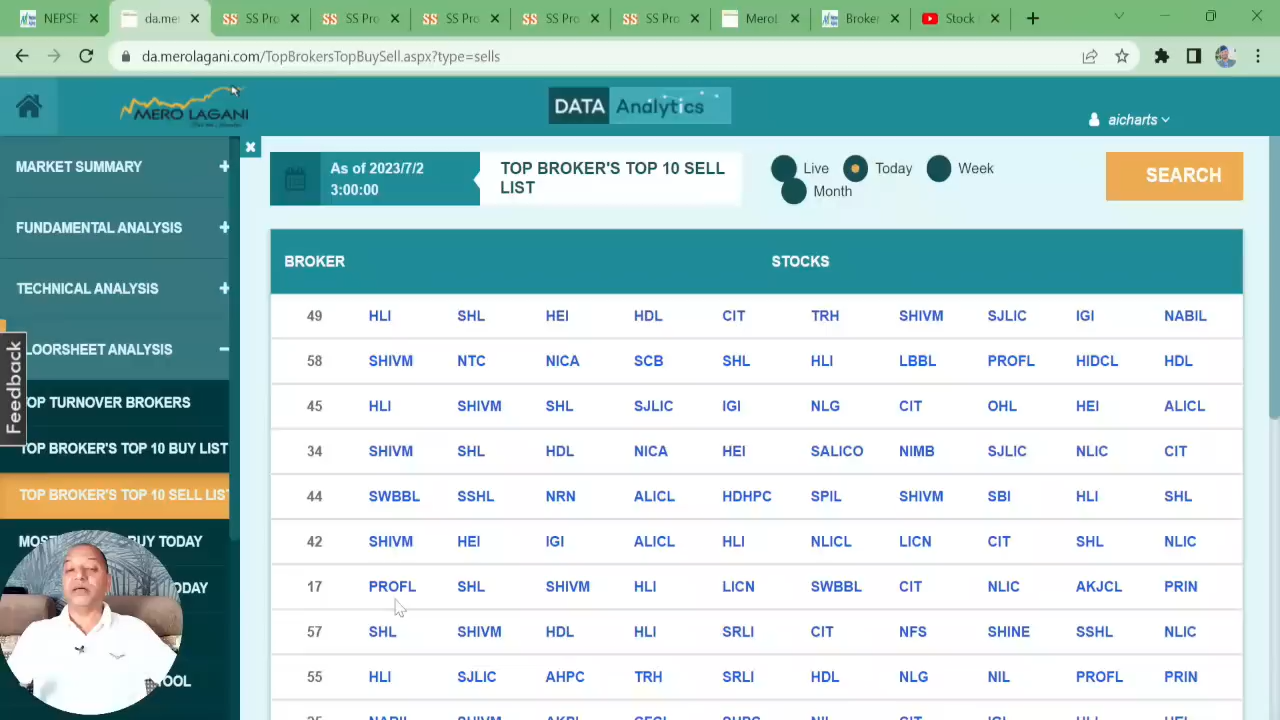 NEPSE
da.me
SS Pro
SS Pro
SS Pro
SS Pro
SS Pro
Merol
Broker
Stock
da.merolagani.com/TopBrokersTopBuySell.aspx?type=sells
MERO LAGANI
DATA Analytics
aicharts
MARKET SUMMARY
FUNDAMENTAL ANALYSIS
TECHNICAL ANALYSIS
LOORSHEET ANALYSIS
OP TURNOVER BROKERS
OP BROKER'S TOP 10 BUY LIST
TOP BROKER'S TOP 10 SELL LIST
MOS
BUY TODAY
DAY
OOL
Feedback
As of 2023/7/2
3:00:00
TOP BROKER'S TOP 10 SELL
LIST
Live Today Week
Month
SEARCH
BROKER STOCKS
49 HLI SHL HEI HDL CIT TRH SHIVM SJLIC IGI NABIL
58 SHIVM NTC NICA SCB SHL HLI LBBL PROFL HIDCL HDL
45 HLI SHIVM SHL SJLIC IGI NLG CIT OHL HEI ALICL
34 SHIVM SHL HDL NICA HEI SALICO NIMB SJLIC NLIC CIT
44 SWBBL SSHL NRN ALICL HDHPC SPIL SHIVM SBI HLI SHL
42 SHIVM HEI IGI ALICL HLI NLICL LICN CIT SHL NLIC
17 PROFL SHL SHIVM HLI LICN SWBBL CIT NLIC AKJCL PRIN
57 SHL SHIVM HDL HLI SRLI CIT NFS SHINE SSHL NLIC
55 HLI SJLIC AHPC TRH SRLI HDL NLG NIL PROFL PRIN